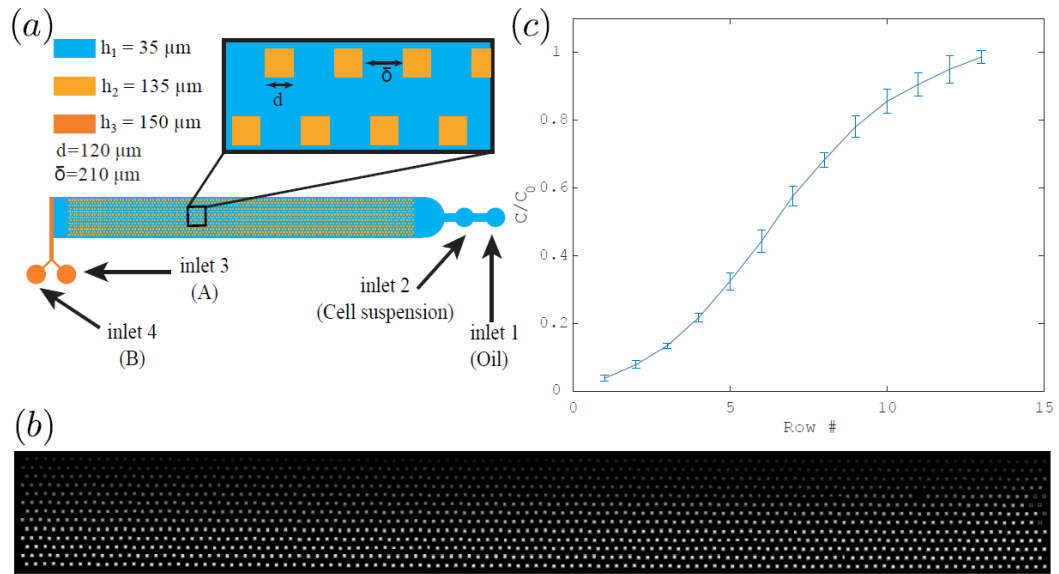 (a)
h₁ = 35 µm
h₂ = 135 µm
h₃ = 150 µm
d=120 µm
δ=210 µm
δ
d
inlet 3
(A)
inlet 4
(B)
inlet 2
(Cell suspension)
inlet 1
(Oil)
(c)
1
0.8
0.6
0.4
0.2
0
C/C₀
0
5
10
15
Row #
(b)